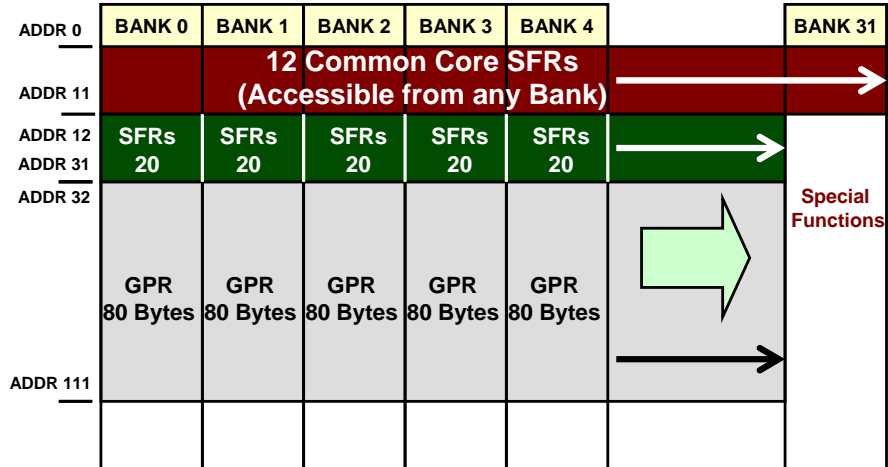 ADDR 0
BANK 0
BANK 1
BANK 2
BANK 3
BANK 4
BANK 31
12 Common Core SFRs
(Accessible from any Bank)
ADDR 11
ADDR 12
ADDR 31
SFRs
20
SFRs
20
SFRs
20
SFRs
20
SFRs
20
ADDR 32
Special
Functions
GPR
80 Bytes
GPR
80 Bytes
GPR
80 Bytes
GPR
80 Bytes
GPR
80 Bytes
ADDR 111